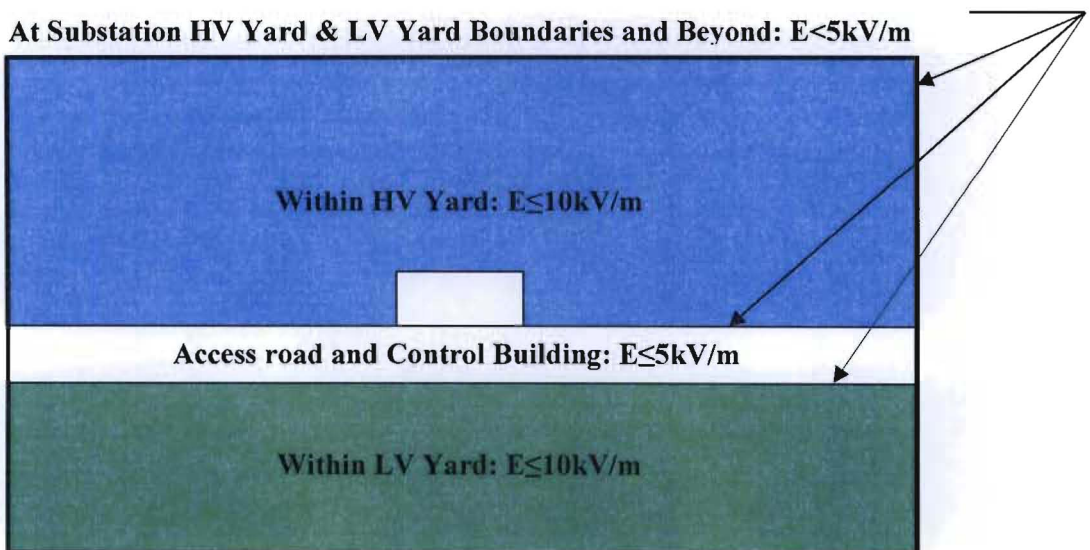 At Substation HV Yard & LV Yard Boundaries and Beyond: E<5kV/m
Within HV Yard: E≤10kV/m
Access road and Control Building: E≤5kV/m
Within LV Yard: E≤10kV/m